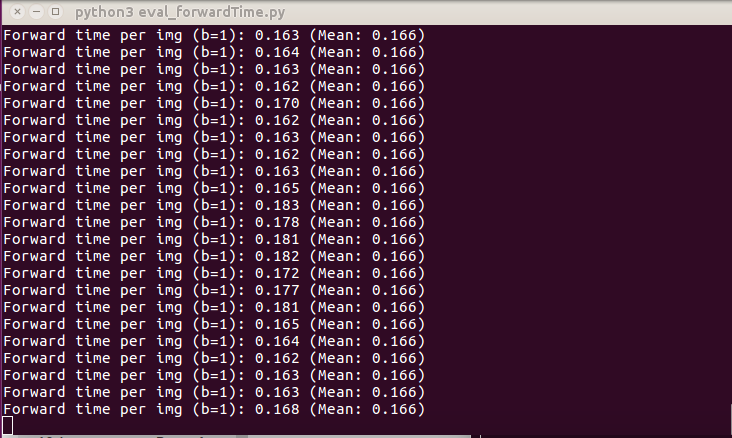 python3 eval_forwardTime.py
Forward time per img (b=1): 0.163 (Mean: 0.166)
Forward time per img (b=1): 0.164 (Mean: 0.166)
Forward time per img (b=1): 0.163 (Mean: 0.166)
Forward time per img (b=1): 0.162 (Mean: 0.166)
Forward time per img (b=1): 0.170 (Mean: 0.166)
Forward time per img (b=1): 0.162 (Mean: 0.166)
Forward time per img (b=1): 0.163 (Mean: 0.166)
Forward time per img (b=1): 0.162 (Mean: 0.166)
Forward time per img (b=1): 0.163 (Mean: 0.166)
Forward time per img (b=1): 0.165 (Mean: 0.166)
Forward time per img (b=1): 0.183 (Mean: 0.166)
Forward time per img (b=1): 0.178 (Mean: 0.166)
Forward time per img (b=1): 0.181 (Mean: 0.166)
Forward time per img (b=1): 0.182 (Mean: 0.166)
Forward time per img (b=1): 0.172 (Mean: 0.166)
Forward time per img (b=1): 0.177 (Mean: 0.166)
Forward time per img (b=1): 0.181 (Mean: 0.166)
Forward time per img (b=1): 0.165 (Mean: 0.166)
Forward time per img (b=1): 0.164 (Mean: 0.166)
Forward time per img (b=1): 0.162 (Mean: 0.166)
Forward time per img (b=1): 0.163 (Mean: 0.166)
Forward time per img (b=1): 0.163 (Mean: 0.166)
Forward time per img (b=1): 0.168 (Mean: 0.166)